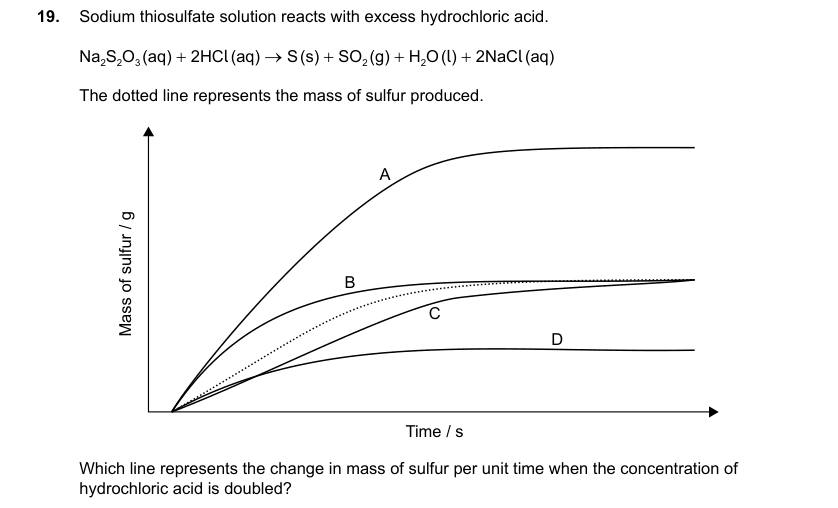 19. Sodium thiosulfate solution reacts with excess hydrochloric acid.
Na₂S₂O₃(aq) + 2HCl(aq) → S(s) + SO₂(g) + H₂O(l) + 2NaCl(aq)
The dotted line represents the mass of sulfur produced.
A
B
C
D
Mass of sulfur / g
Time / s
Which line represents the change in mass of sulfur per unit time when the concentration of
hydrochloric acid is doubled?